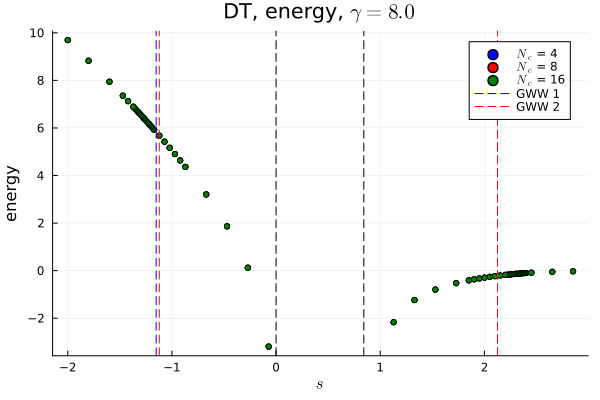 DT, energy, γ = 8.0
10
8
6
4
2
0
−2
energy
−2
−1
0
1
2
s
N_c = 4
N_c = 8
N_c = 16
GWW 1
GWW 2